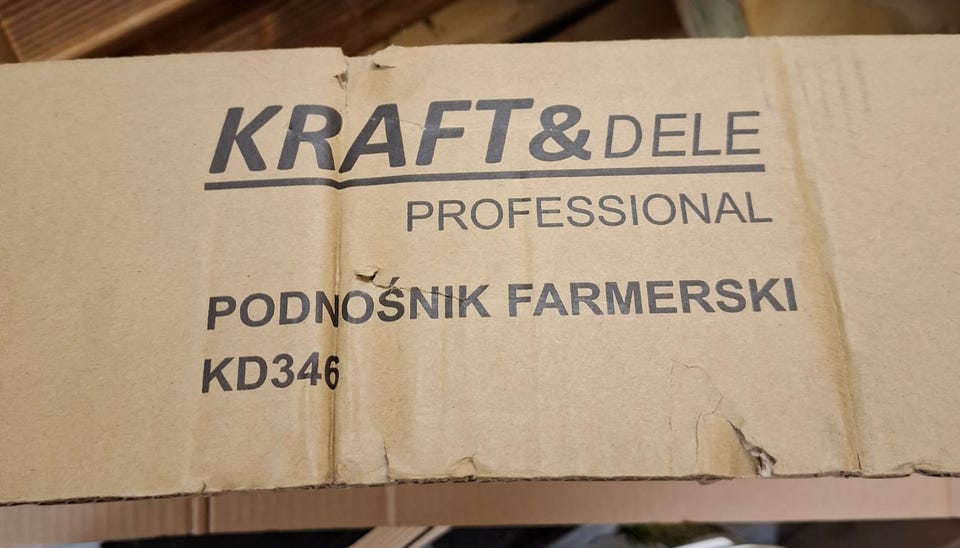 KRAFT&DELE
PROFESSIONAL
PODNOŚNIK FARMERSKI
KD346